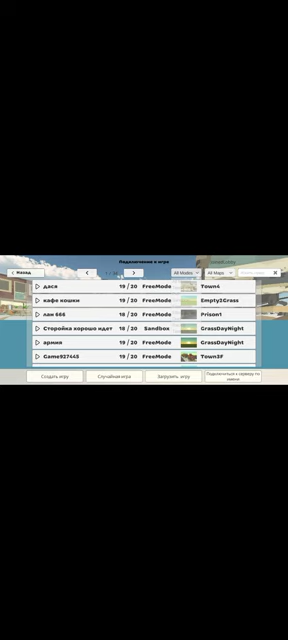 Подключение к игре
Назад
All Modes
All Maps
дася 19 / 20 FreeMode Town4
кафе кошки 19 / 20 FreeMode Empty2Grass
лан 666 18 / 20 FreeMode Prison1
Сторойка хорошо идет 18 / 20 Sandbox GrassDayNight
армия 19 / 20 FreeMode GrassDayNight
Game927445 19 / 20 FreeMode Town3F
Создать игру
Случайная игра
Загрузить игру
Подключиться к серверу по имени